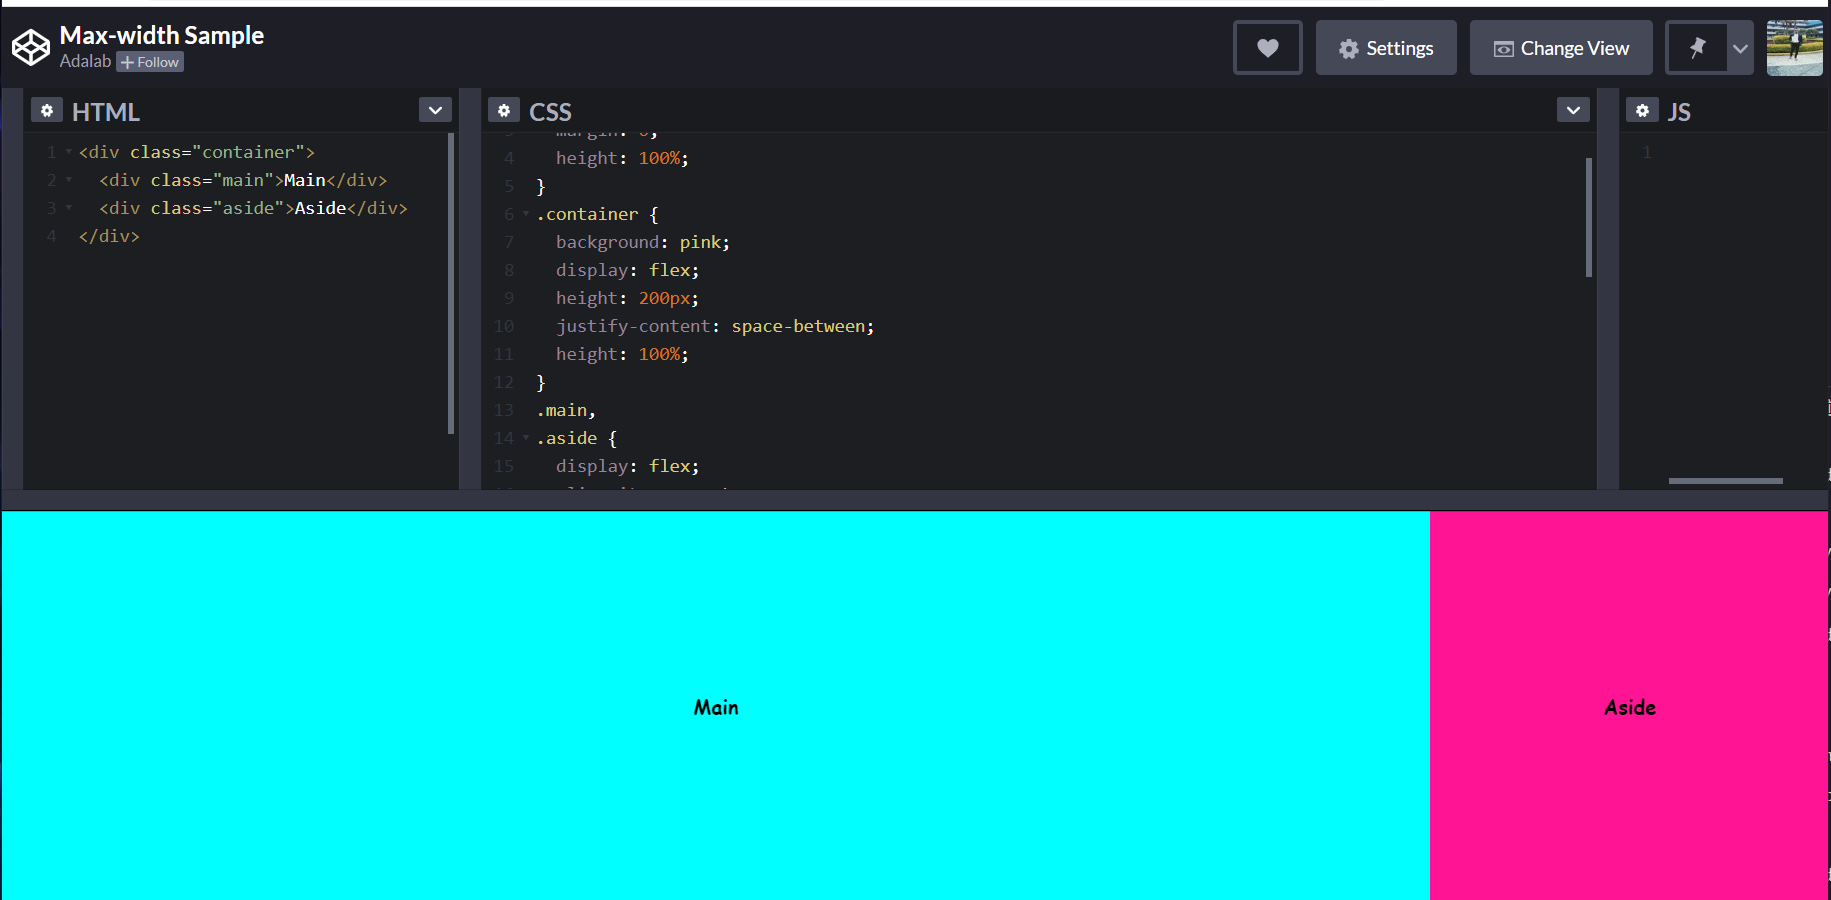 Max-width Sample
Adalab + Follow
Settings
Change View
HTML
1 <div class="container">
2 <div class="main">Main</div>
3 <div class="aside">Aside</div>
4 </div>
CSS
margin: 0;
4 height: 100%;
5 }
6 .container {
7 background: pink;
8 display: flex;
9 height: 200px;
10 justify-content: space-between;
11 height: 100%;
12 }
13 .main,
14 .aside {
15 display: flex;
JS
1
Main
Aside